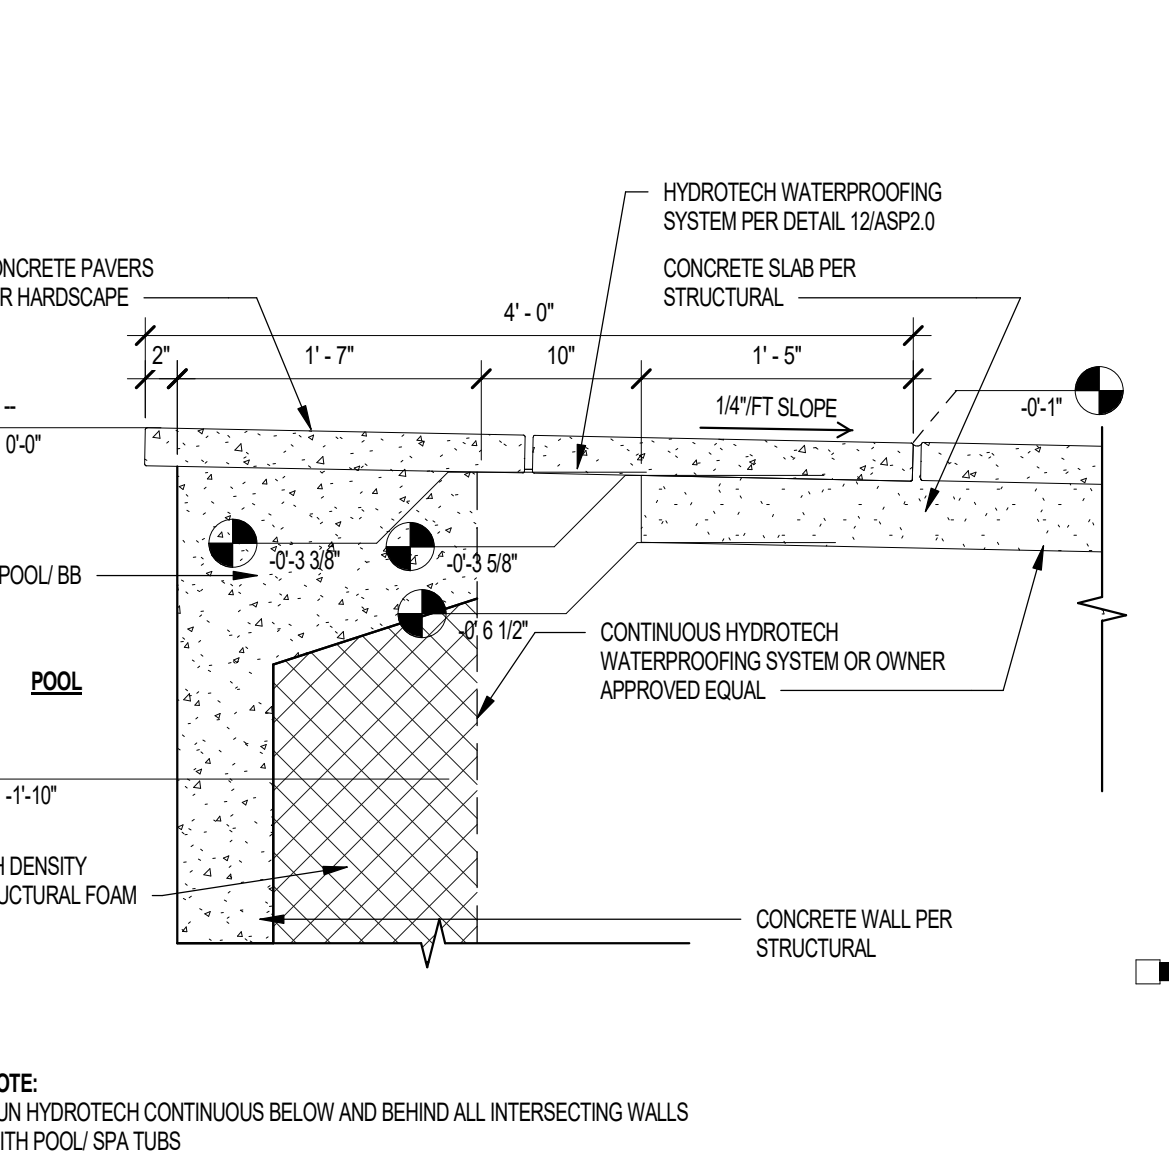 HYDROTECH WATERPROOFING
SYSTEM PER DETAIL 12/ASP2.0
ONCRETE PAVERS
R HARDSCAPE
CONCRETE SLAB PER
STRUCTURAL
4' - 0"
2"
1' - 7"
10"
1' - 5"
--
0'-0"
1/4"/FT SLOPE
-0'-1"
-0'-3 3/8"
-0'-3 5/8"
POOL/ BB
-0' 6 1/2"
CONTINUOUS HYDROTECH
WATERPROOFING SYSTEM OR OWNER
APPROVED EQUAL
POOL
-1'-10"
H DENSITY
UCTURAL FOAM
CONCRETE WALL PER
STRUCTURAL
OTE:
UN HYDROTECH CONTINUOUS BELOW AND BEHIND ALL INTERSECTING WALLS
ITH POOL/ SPA TUBS